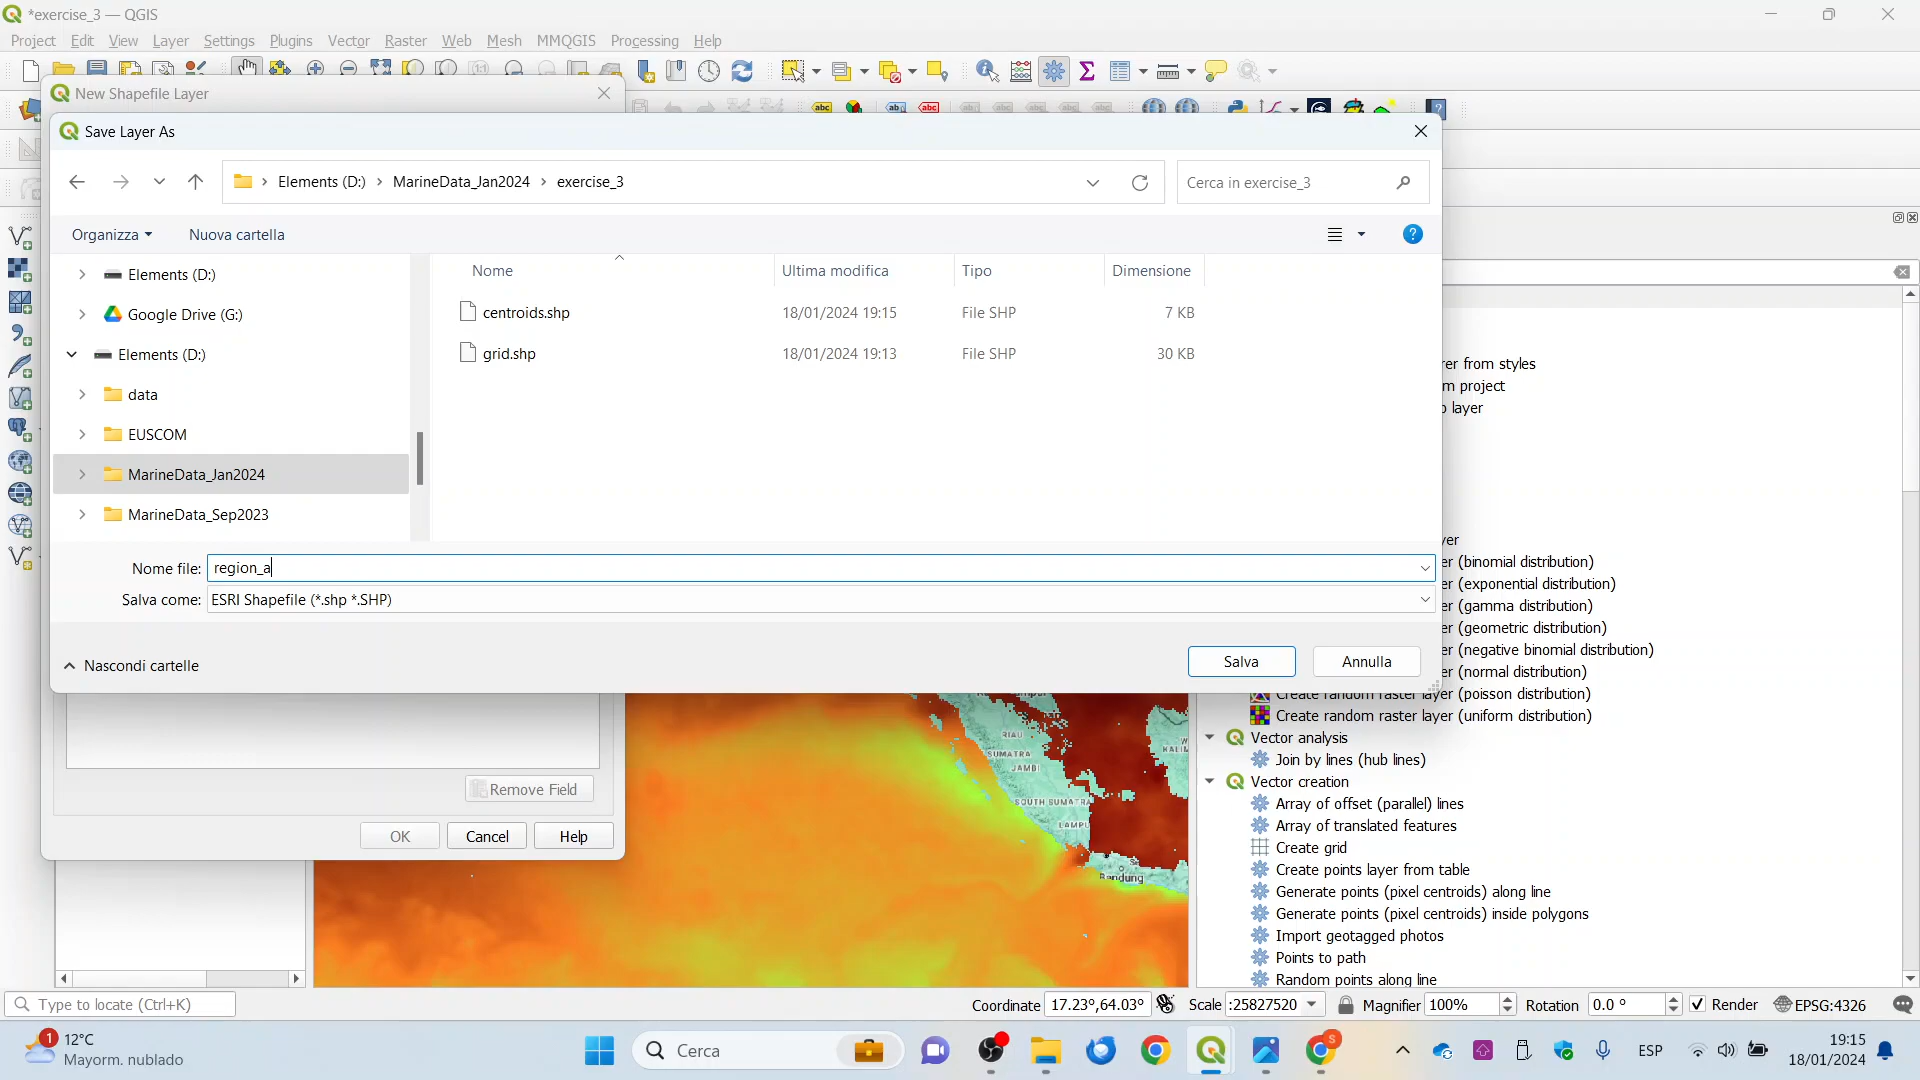 *exercise_3 — QGIS
Project Edit View Layer Settings Plugins Vector Raster Web Mesh MMQGIS Processing Help
New Shapefile Layer
Save Layer As
Elements (D:) › MarineData_Jan2024 › exercise_3
Cerca in exercise_3
Organizza
Nuova cartella
Elements (D:)
Google Drive (G:)
Elements (D:)
data
EUSCOM
MarineData_Jan2024
MarineData_Sep2023
Nome Ultima modifica Tipo Dimensione
centroids.shp 18/01/2024 19:15 File SHP 7 KB
grid.shp 18/01/2024 19:13 File SHP 30 KB
Nome file: region_a
Salva come: ESRI Shapefile (*.shp *.SHP)
Nascondi cartelle
Salva
Annulla
Remove Field
OK
Cancel
Help
rer from styles
m project
layer
yer
er (binomial distribution)
er (exponential distribution)
er (gamma distribution)
er (geometric distribution)
er (negative binomial distribution)
er (normal distribution)
Create random raster layer (poisson distribution)
Create random raster layer (uniform distribution)
Vector analysis
Join by lines (hub lines)
Vector creation
Array of offset (parallel) lines
Array of translated features
Create grid
Create points layer from table
Generate points (pixel centroids) along line
Generate points (pixel centroids) inside polygons
Import geotagged photos
Points to path
Random points along line
RIAU
SUMATRA
JAMBI
SOUTH SUMATRA
LAMPU
Bandung
Type to locate (Ctrl+K)
Coordinate 17.23°,64.03° Scale :25827520 Magnifier 100% Rotation 0.0 ° Render EPSG:4326
1
12°C
Mayorm. nublado
Cerca
S
ESP
19:15
18/01/2024